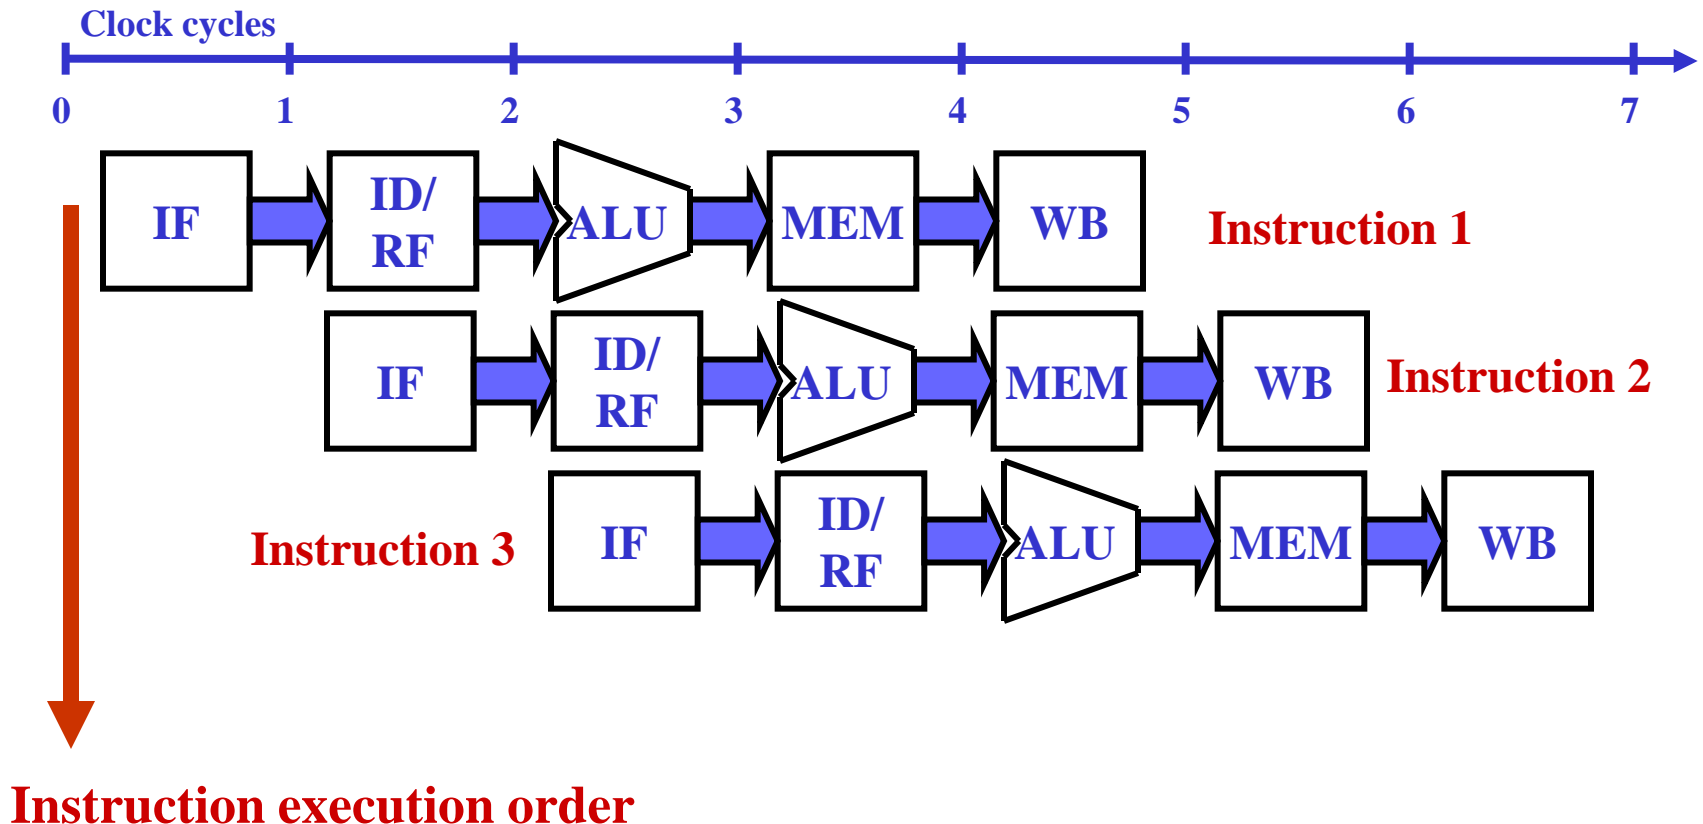 Clock cycles
0 1 2 3 4 5 6 7
IF ID/ RF ALU MEM WB Instruction 1
IF ID/ RF ALU MEM WB Instruction 2
Instruction 3 IF ID/ RF ALU MEM WB
Instruction execution order